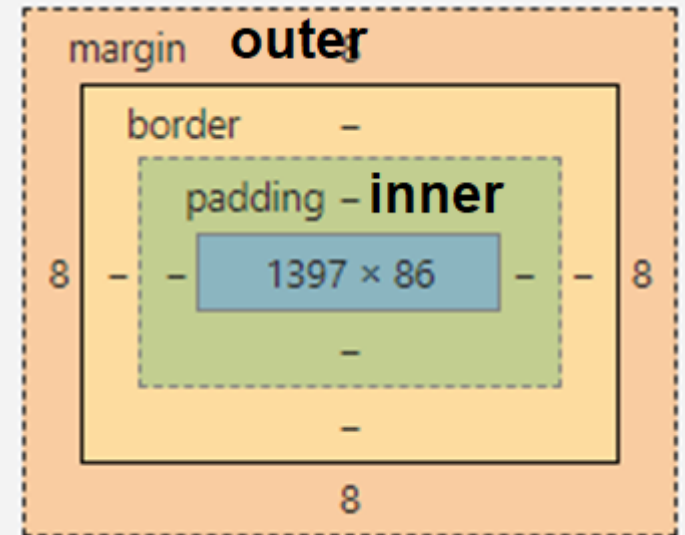 margin outer 8
border –
padding – inner
8 – – 1397 × 86 – – 8
–
–
8